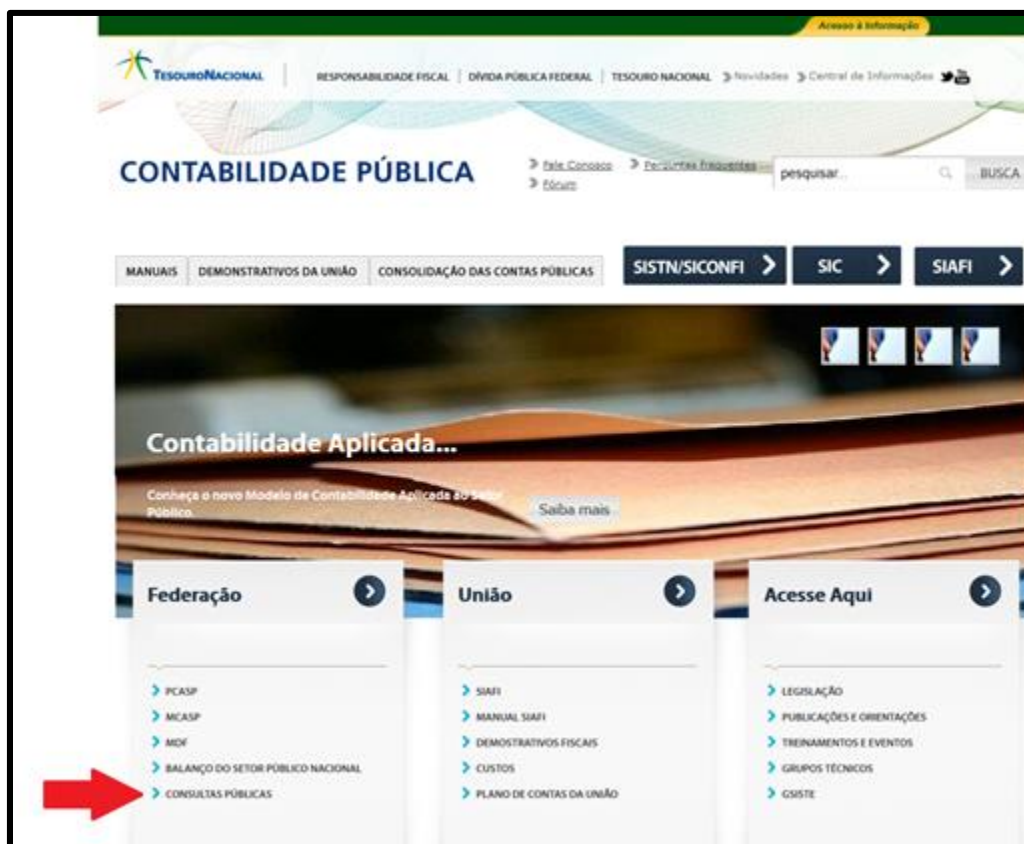 Acesso à Informação
TESOURONACIONAL
RESPONSABILIDADE FISCAL | DÍVIDA PÚBLICA FEDERAL | TESOURO NACIONAL Novidades Central de Informações
CONTABILIDADE PÚBLICA
Fale Conosco Perguntas frequentes
Fórum
pesquisar... BUSCA
MANUAIS DEMONSTRATIVOS DA UNIÃO CONSOLIDAÇÃO DAS CONTAS PÚBLICAS SISTN/SICONFI SIC SIAFI
Contabilidade Aplicada...
Conheça o novo Modelo de Contabilidade Aplicada ao Setor
Público.
Saiba mais
Federação
PCASP
MCASP
MDF
BALANÇO DO SETOR PÚBLICO NACIONAL
CONSULTAS PÚBLICAS
União
SIAFI
MANUAL SIAFI
DEMOSTRATIVOS FISCAIS
CUSTOS
PLANO DE CONTAS DA UNIÃO
Acesse Aqui
LEGISLAÇÃO
PUBLICAÇÕES E ORIENTAÇÕES
TREINAMENTOS E EVENTOS
GRUPOS TÉCNICOS
GSISTE